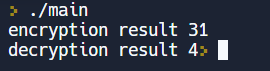 > ./main
encryption result 31
decryption result 4>